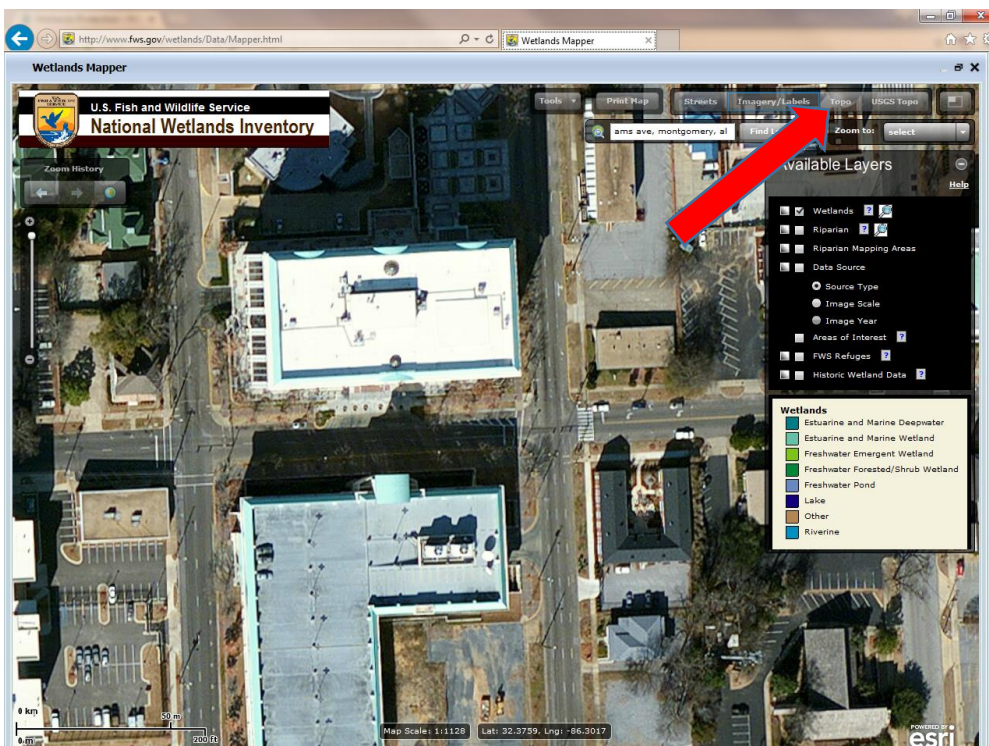 http://www.fws.gov/wetlands/Data/Mapper.html
Wetlands Mapper
Wetlands Mapper
U.S. Fish and Wildlife Service
National Wetlands Inventory
Tools
Print Map
Streets
Imagery/Labels
Topo
USGS Topo
ams ave, montgomery, al
Find
Zoom to:
select
Zoom History
Available Layers
Help
Wetlands ?
Riparian ?
Riparian Mapping Areas
Data Source
Source Type
Image Scale
Image Year
Areas of Interest ?
FWS Refuges ?
Historic Wetland Data ?
Wetlands
Estuarine and Marine Deepwater
Estuarine and Marine Wetland
Freshwater Emergent Wetland
Freshwater Forested/Shrub Wetland
Freshwater Pond
Lake
Other
Riverine
0 km
50 m
0 m
200 ft
Map Scale: 1:1128
Lat: 32.3759, Lng: -86.3017
POWERED BY
esri